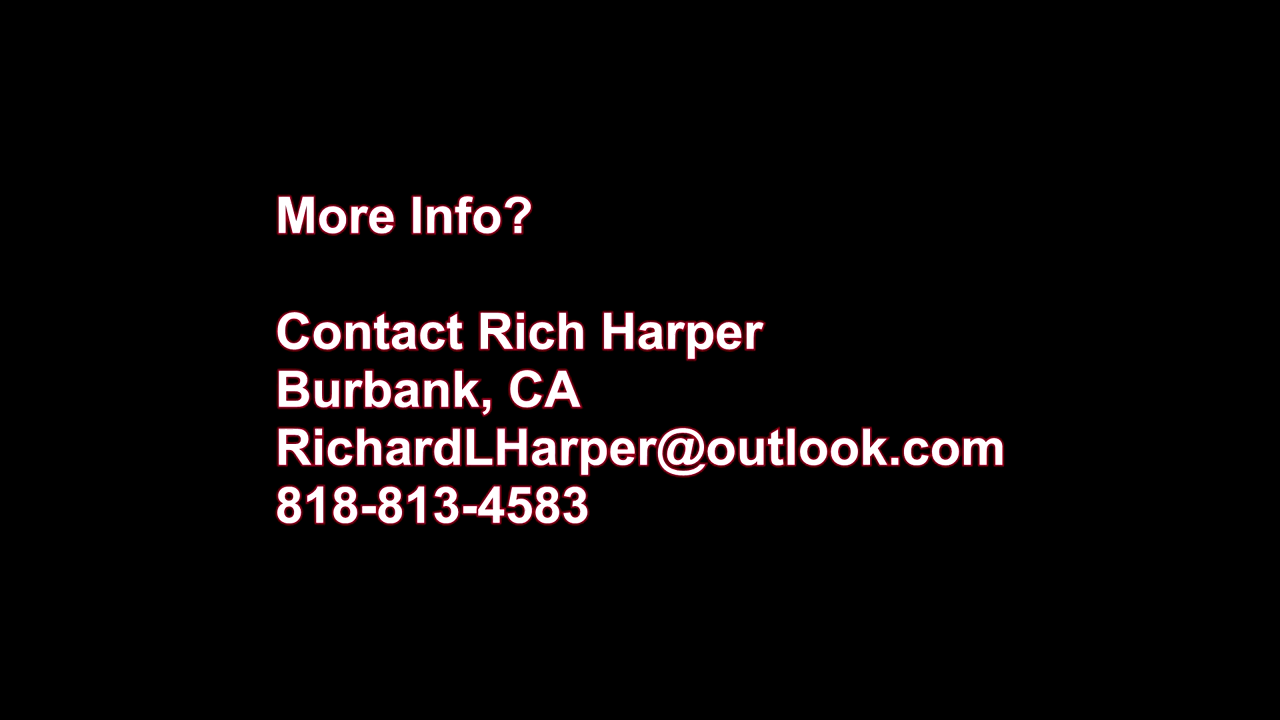 More Info?
Contact Rich Harper
Burbank, CA
RichardLHarper@outlook.com
818-813-4583